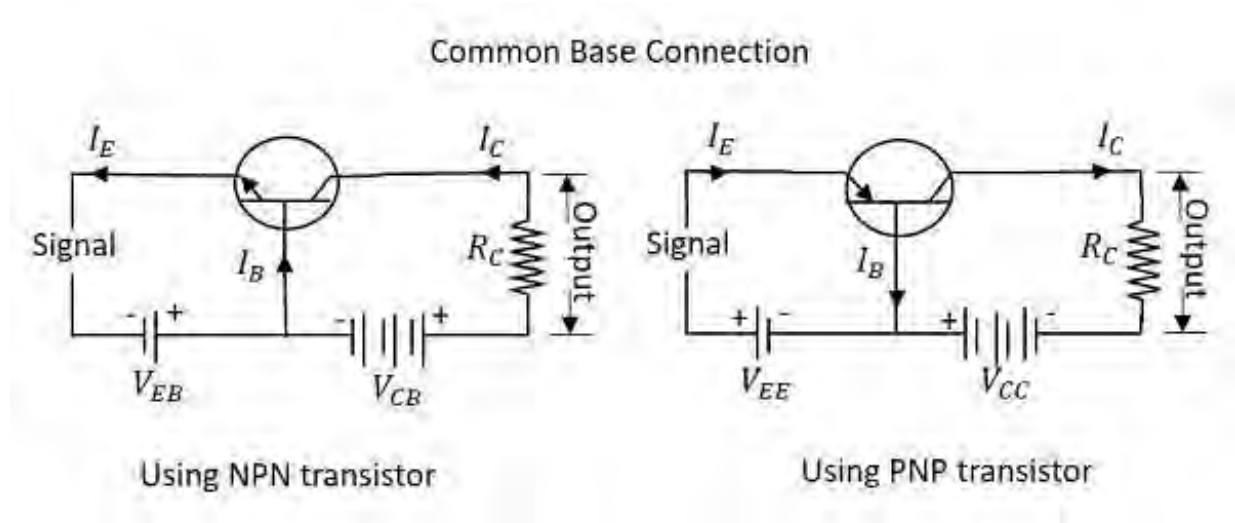 Common Base Connection
I_E
I_C
Signal
I_B
R_C
Output
- +
- +
V_EB
V_CB
Using NPN transistor
I_E
I_C
Signal
I_B
R_C
Output
+ -
+ -
V_EE
V_CC
Using PNP transistor